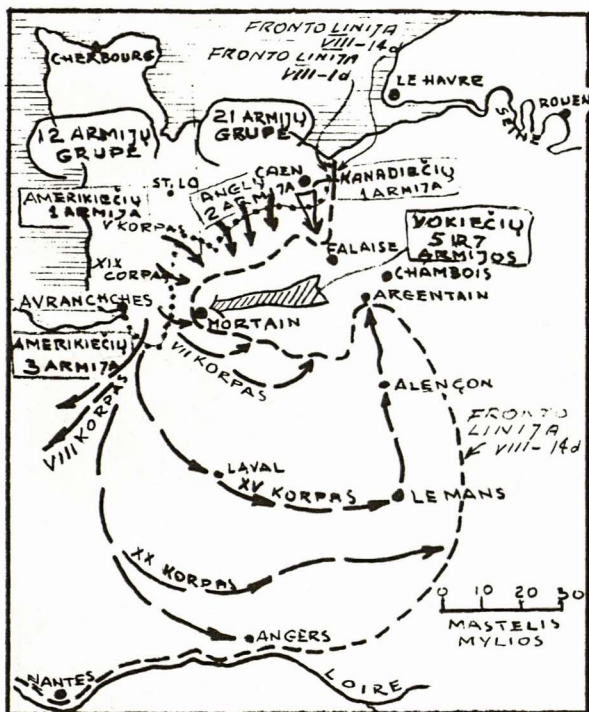 FRONTO LINIJA
VIII-14d
FRONTO LINIJA
VIII-1d
CHERBOURG
LE HAVRE
ROUEN
SEINE
12 ARMIJŲ
GRUPĖ
21 ARMIJŲ
GRUPĖ
CAEN
KANADIEČIŲ
1 ARMIJA
ST. LO
ANGLŲ
2 ARMIJA
AMERIKIEČIŲ
1 ARMIJA
V KORPAS
VOKIEČIŲ
5 IR 7
ARMIJOS
FALAISE
CHAMBOIS
XIX
CORPAS
ARGENTAIN
AVRANCHCHES
MORTAIN
AMERIKIEČIŲ
3 ARMIJA
VII KORPAS
VIII KORPAS
ALENÇON
FRONTO
LINIJA
VIII-14d
LAVAL
XV KORPAS
LE MANS
XX KORPAS
0 10 20 30
MASTELIS
MYLIOS
ANGERS
NANTES
LOIRE